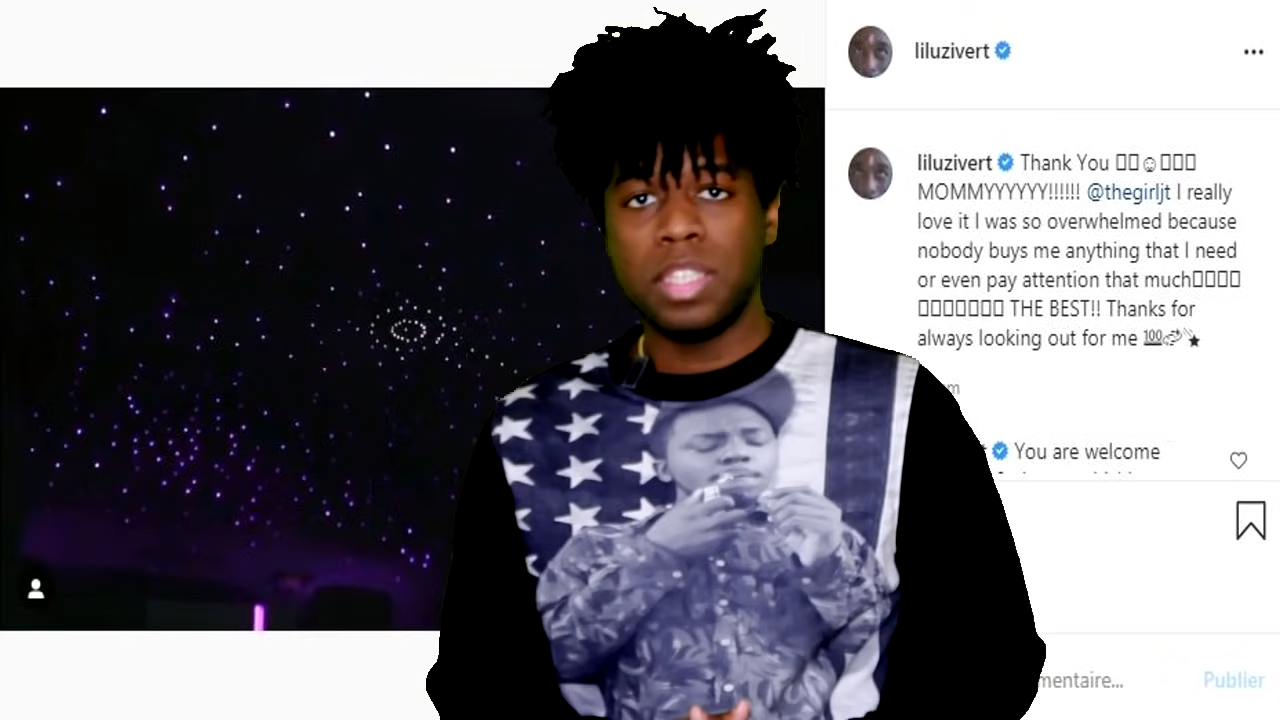 liluzivert
liluzivert Thank You ▯▯☺▯▯▯
MOMMYYYYYY!!!!!! @thegirljt I really
love it I was so overwhelmed because
nobody buys me anything that I need
or even pay attention that much▯▯▯▯
▯▯▯▯▯▯▯ THE BEST!! Thanks for
always looking out for me 💯💫🌠
You are welcome
mentaire...
Publier